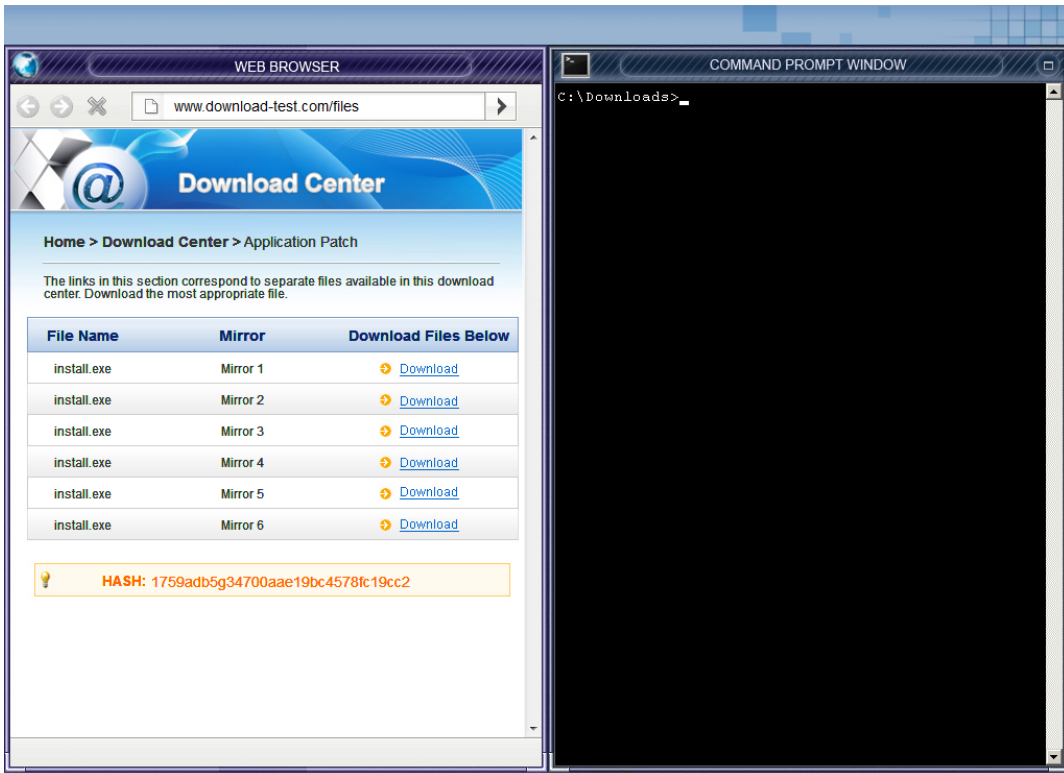 WEB BROWSER
www.download-test.com/files
Download Center
Home > Download Center > Application Patch
The links in this section correspond to separate files available in this download
center. Download the most appropriate file.
File Name Mirror Download Files Below
install.exe Mirror 1 Download
install.exe Mirror 2 Download
install.exe Mirror 3 Download
install.exe Mirror 4 Download
install.exe Mirror 5 Download
install.exe Mirror 6 Download
HASH: 1759adb5g34700aae19bc4578fc19cc2
COMMAND PROMPT WINDOW
C:\Downloads>_